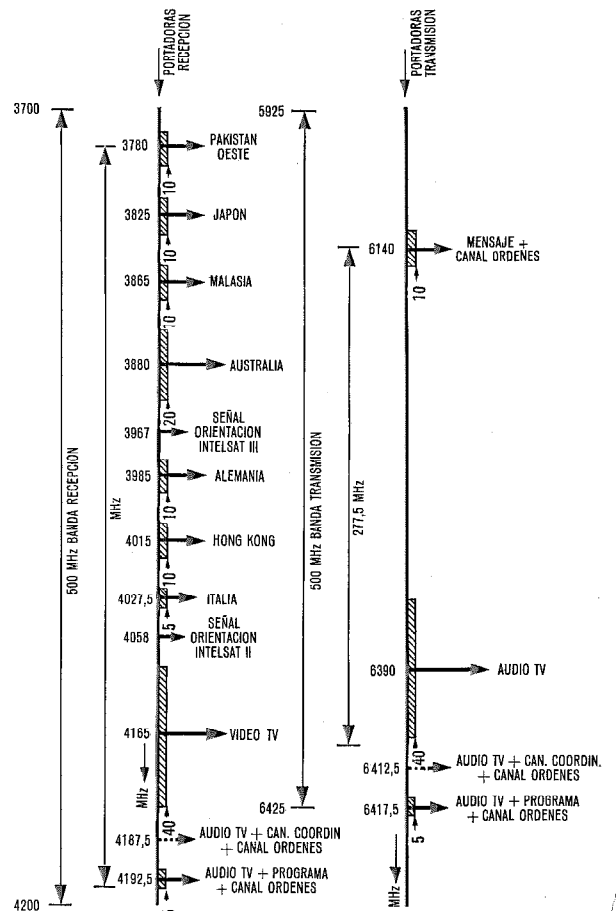 PORTADORAS
RECEPCION
PORTADORAS
TRANSMISION
3700
5925
3780
PAKISTAN
OESTE
10
3825
JAPON
10
3865
MALASIA
10
3880
AUSTRALIA
20
3967
SEÑAL
ORIENTACION
INTELSAT III
3985
ALEMANIA
10
4015
HONG KONG
10
4027,5
ITALIA
5
4058
SEÑAL
ORIENTACION
INTELSAT II
4165
VIDEO TV
MHz
40
4187,5
AUDIO TV + CAN. COORDIN
+ CANAL ORDENES
4192,5
AUDIO TV + PROGRAMA
+ CANAL ORDENES
4200
500 MHz BANDA RECEPCION
MHz
500 MHz BANDA TRANSMISION
6425
6140
MENSAJE +
CANAL ORDENES
10
277,5 MHz
6390
AUDIO TV
40
6412,5
AUDIO TV + CAN. COORDIN.
+ CANAL ORDENES
6417,5
AUDIO TV + PROGRAMA
+ CANAL ORDENES
5
MHz